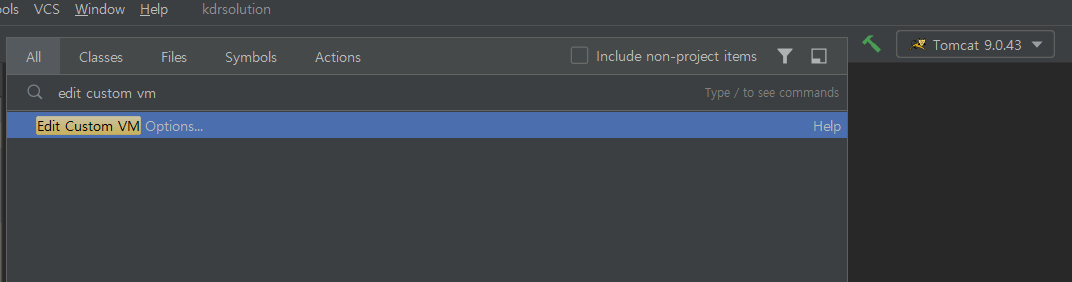 ols VCS Window Help kdrsolution
All Classes Files Symbols Actions Include non-project items Tomcat 9.0.43
edit custom vm Type / to see commands
Edit Custom VM Options... Help